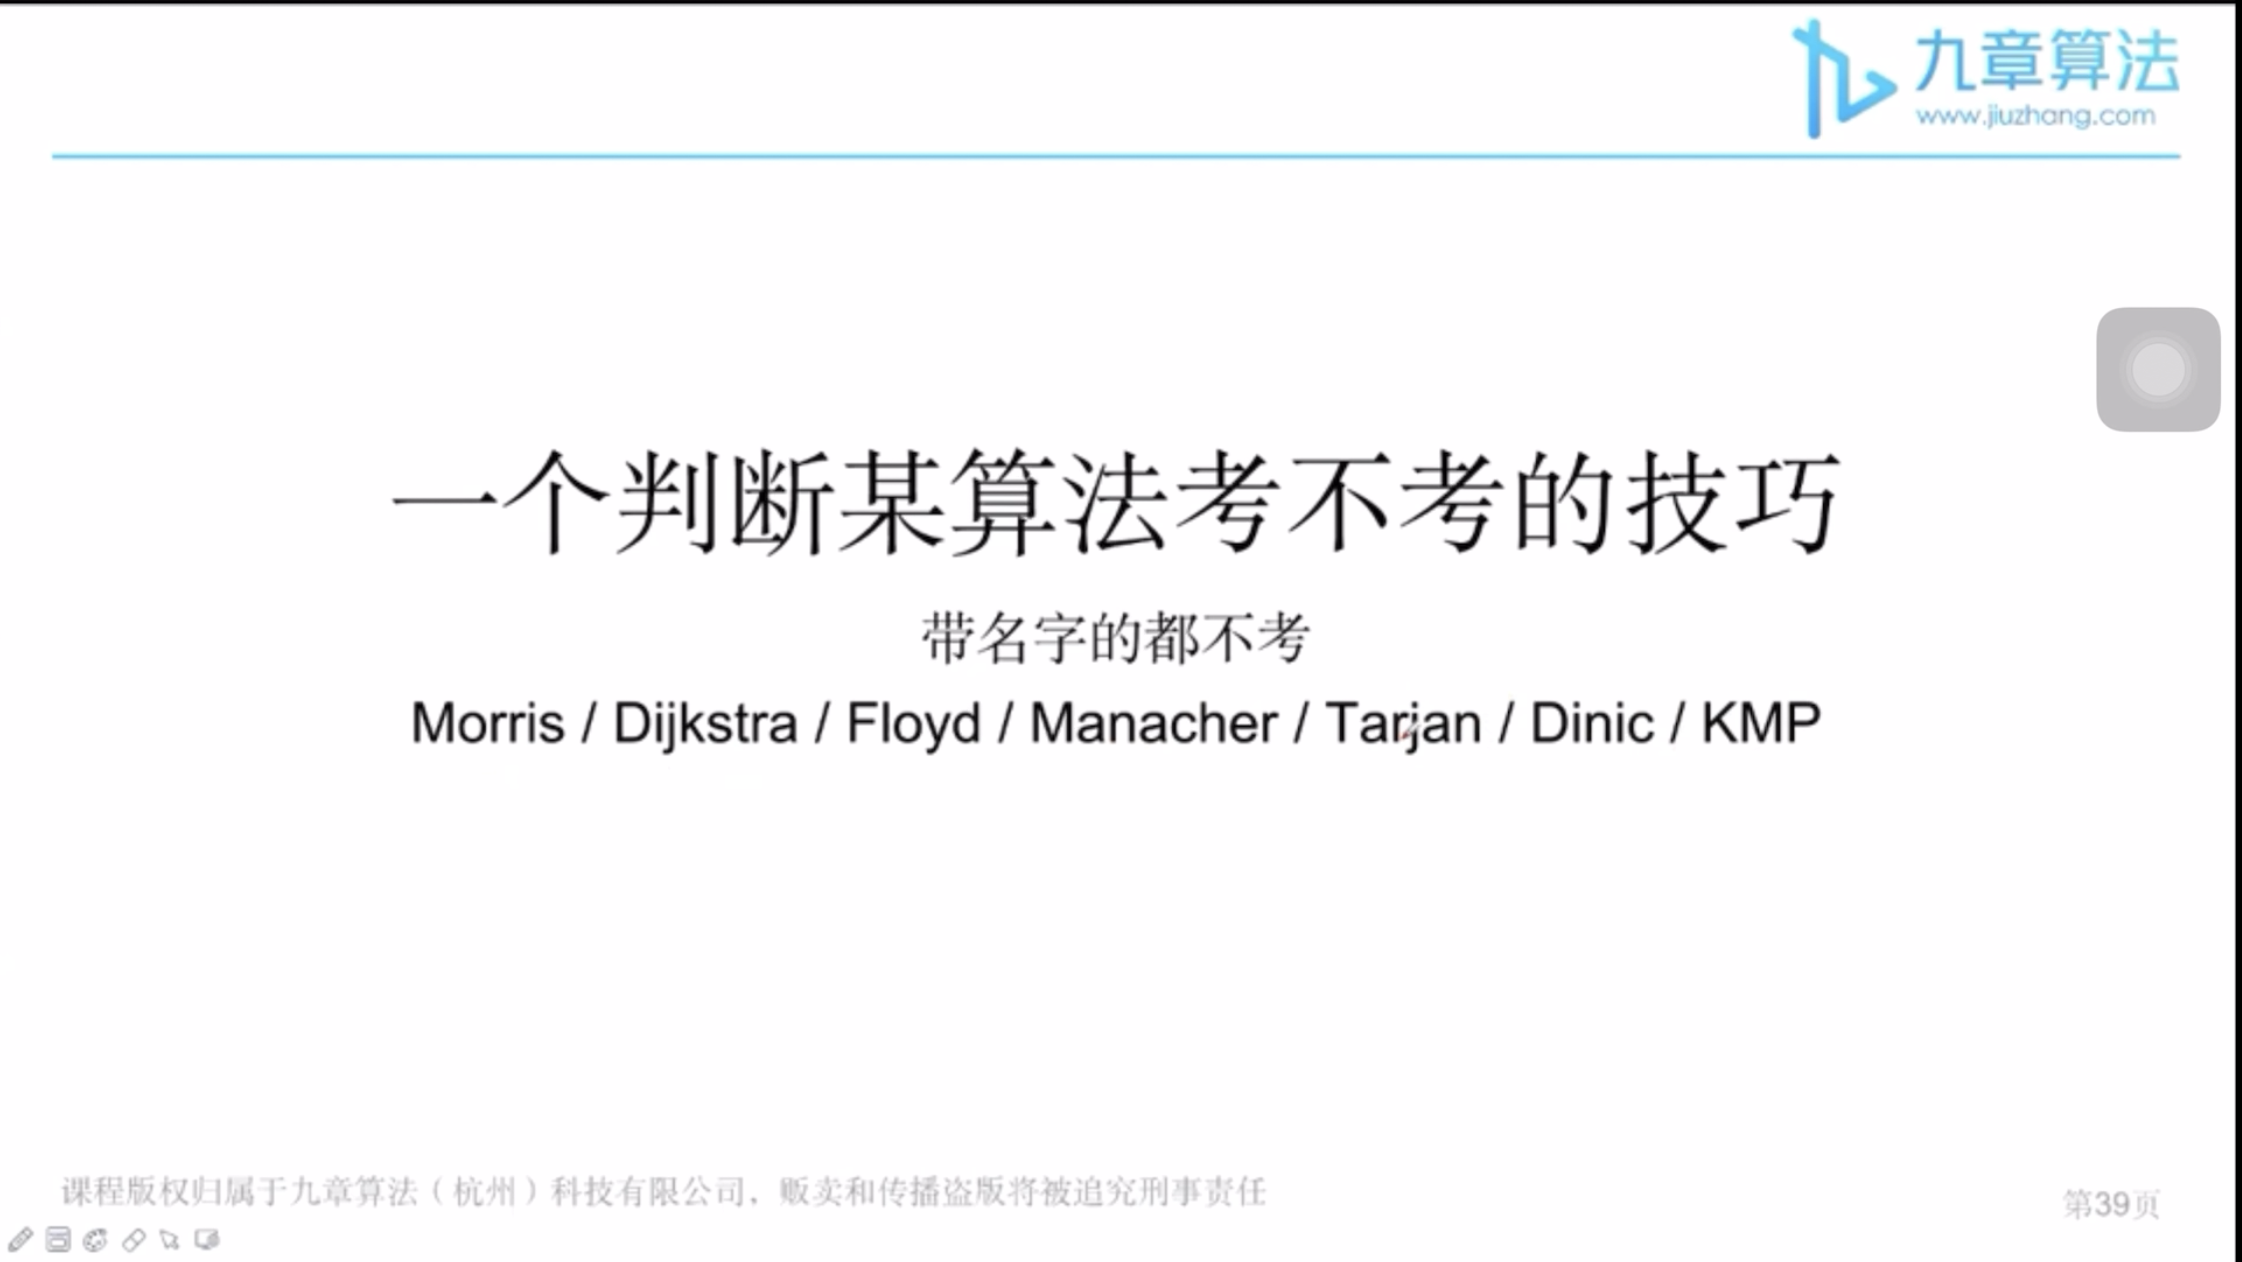 九章算法
www.jiuzhang.com
一个判断某算法考不考的技巧
带名字的都不考
Morris / Dijkstra / Floyd / Manacher / Tarjan / Dinic / KMP
课程版权归属于九章算法（杭州）科技有限公司，贩卖和传播盗版将被追究刑事责任
第39页